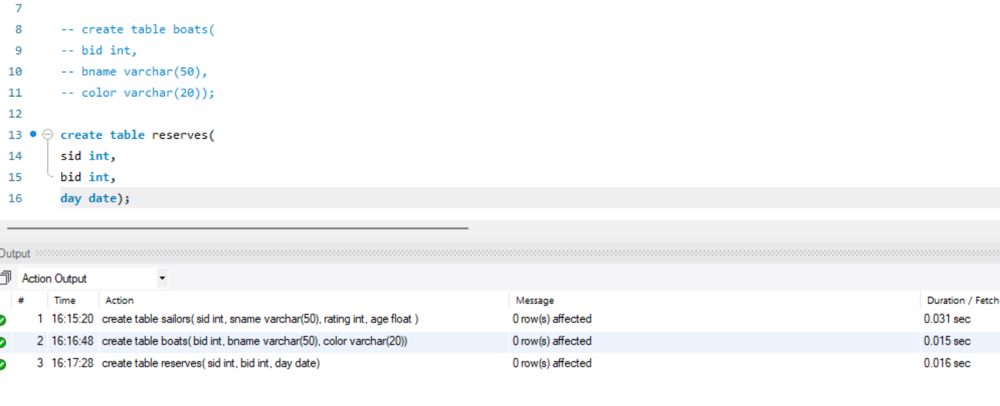 7
8 -- create table boats(
9 -- bid int,
10 -- bname varchar(50),
11 -- color varchar(20));
12
13 create table reserves(
14 sid int,
15 bid int,
16 day date);
Output
Action Output
# Time Action Message Duration / Fetch
1 16:15:20 create table sailors( sid int, sname varchar(50), rating int, age float ) 0 row(s) affected 0.031 sec
2 16:16:48 create table boats( bid int, bname varchar(50), color varchar(20)) 0 row(s) affected 0.015 sec
3 16:17:28 create table reserves( sid int, bid int, day date) 0 row(s) affected 0.016 sec